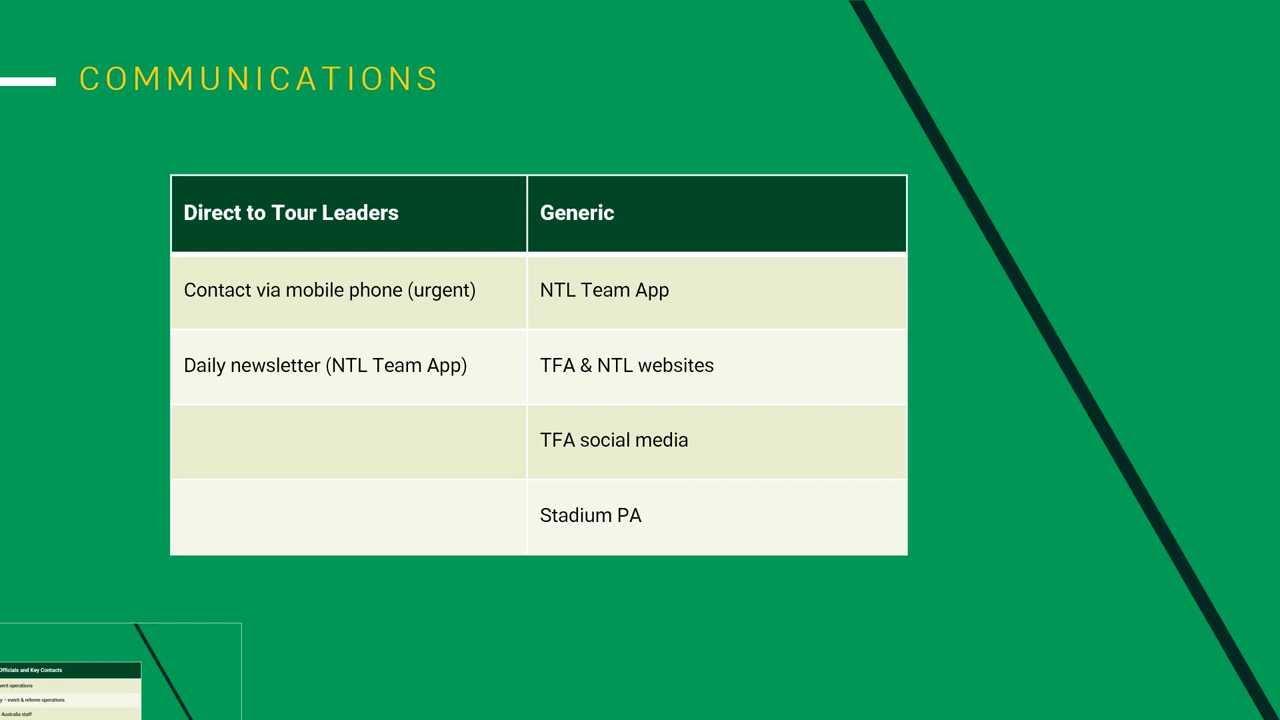 COMMUNICATIONS
Direct to Tour Leaders
Generic
Contact via mobile phone (urgent)
NTL Team App
Daily newsletter (NTL Team App)
TFA & NTL websites
TFA social media
Stadium PA
Officials and Key Contacts
operations
– event & referee operations
Australia staff